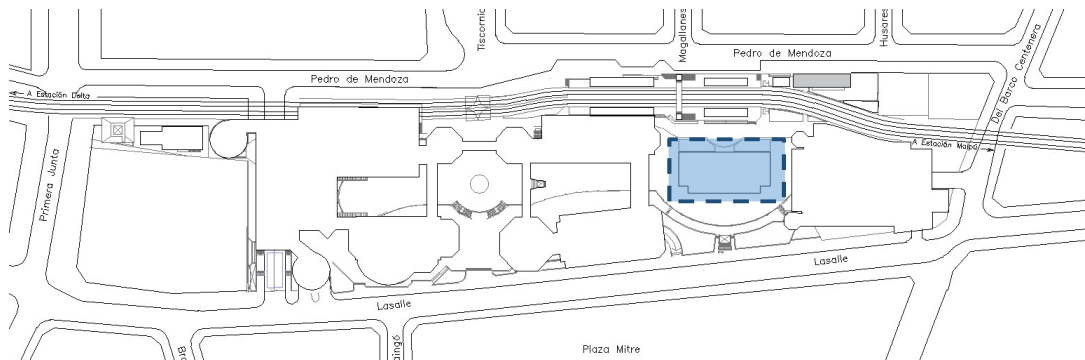 Tiscornia
Magallanes
Husares
Pedro de Mendoza
Pedro de Mendoza
Del Barco Centenera
A Estación Delta
A Estación Maipú
Primera Junta
Lasalle
Lasalle
Plaza Mitre